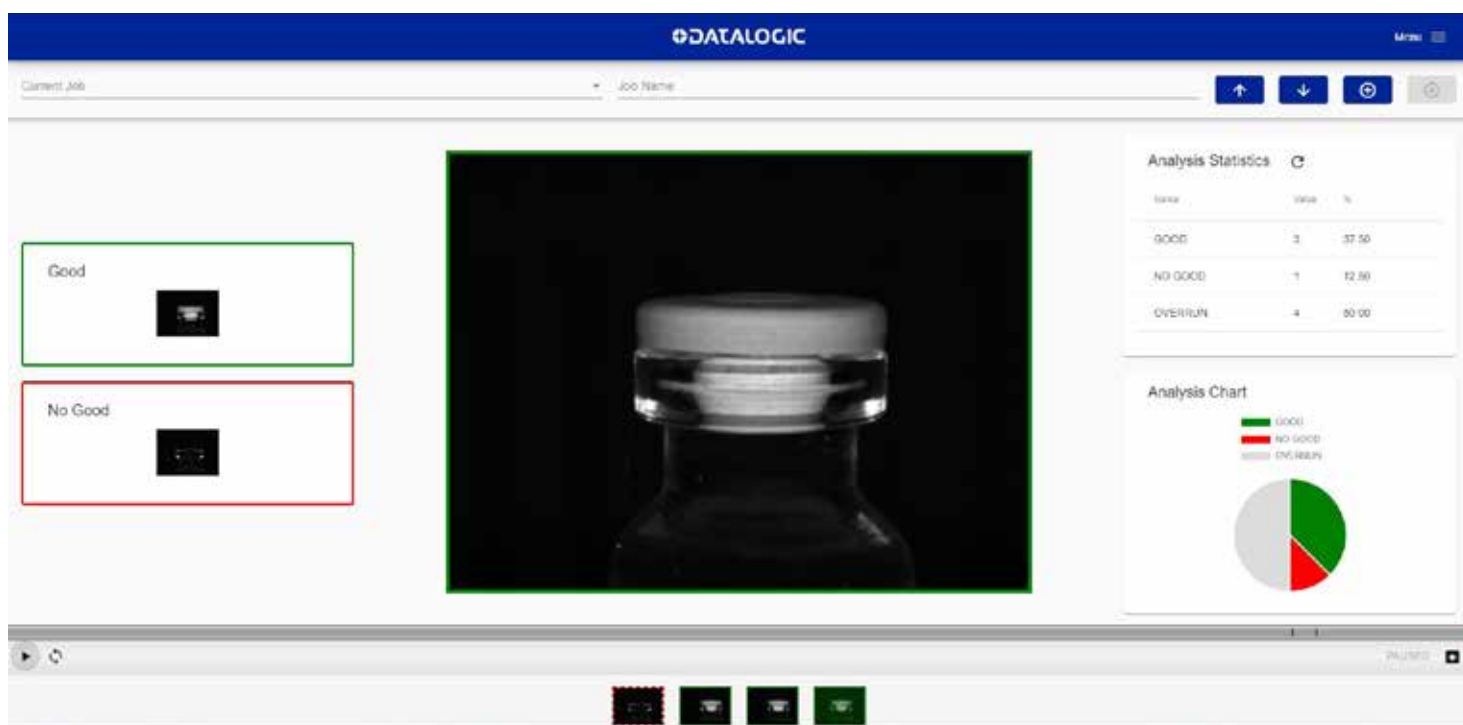 DATALOGIC
Menu
Current Job
Job Name
Analysis Statistics
Name Value %
GOOD 3 37.50
NO GOOD 1 12.50
OVERRUN 4 50.00
Good
No Good
Analysis Chart
GOOD
NO GOOD
OVERRUN
PAUSED